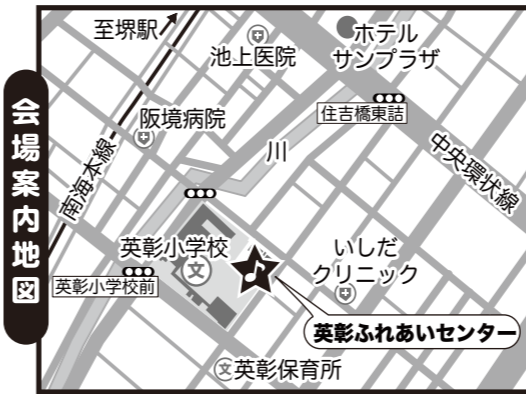 会場案内地図
至堺駅
池上医院
ホテル
サンプラザ
阪境病院
住吉橋東詰
南海本線
川
中央環状線
英彰小学校
文
いしだ
クリニック
英彰小学校前
英彰ふれあいセンター
文英彰保育所